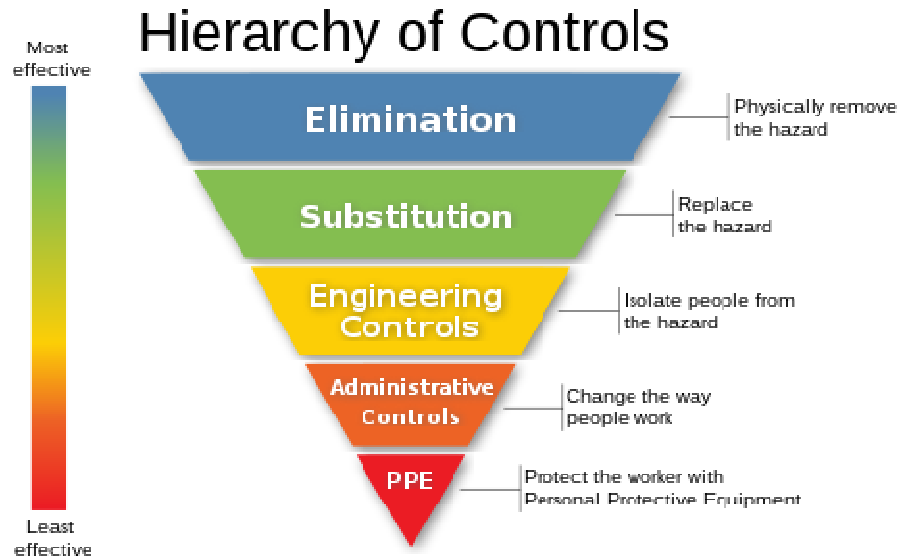 Hierarchy of Controls
Most
effective
Elimination
Physically remove
the hazard
Substitution
Replace
the hazard
Engineering
Controls
Isolate people from
the hazard
Administrative
Controls
Change the way
people work
PPE
Protect the worker with
Personal Protective Equipment
Least
effective